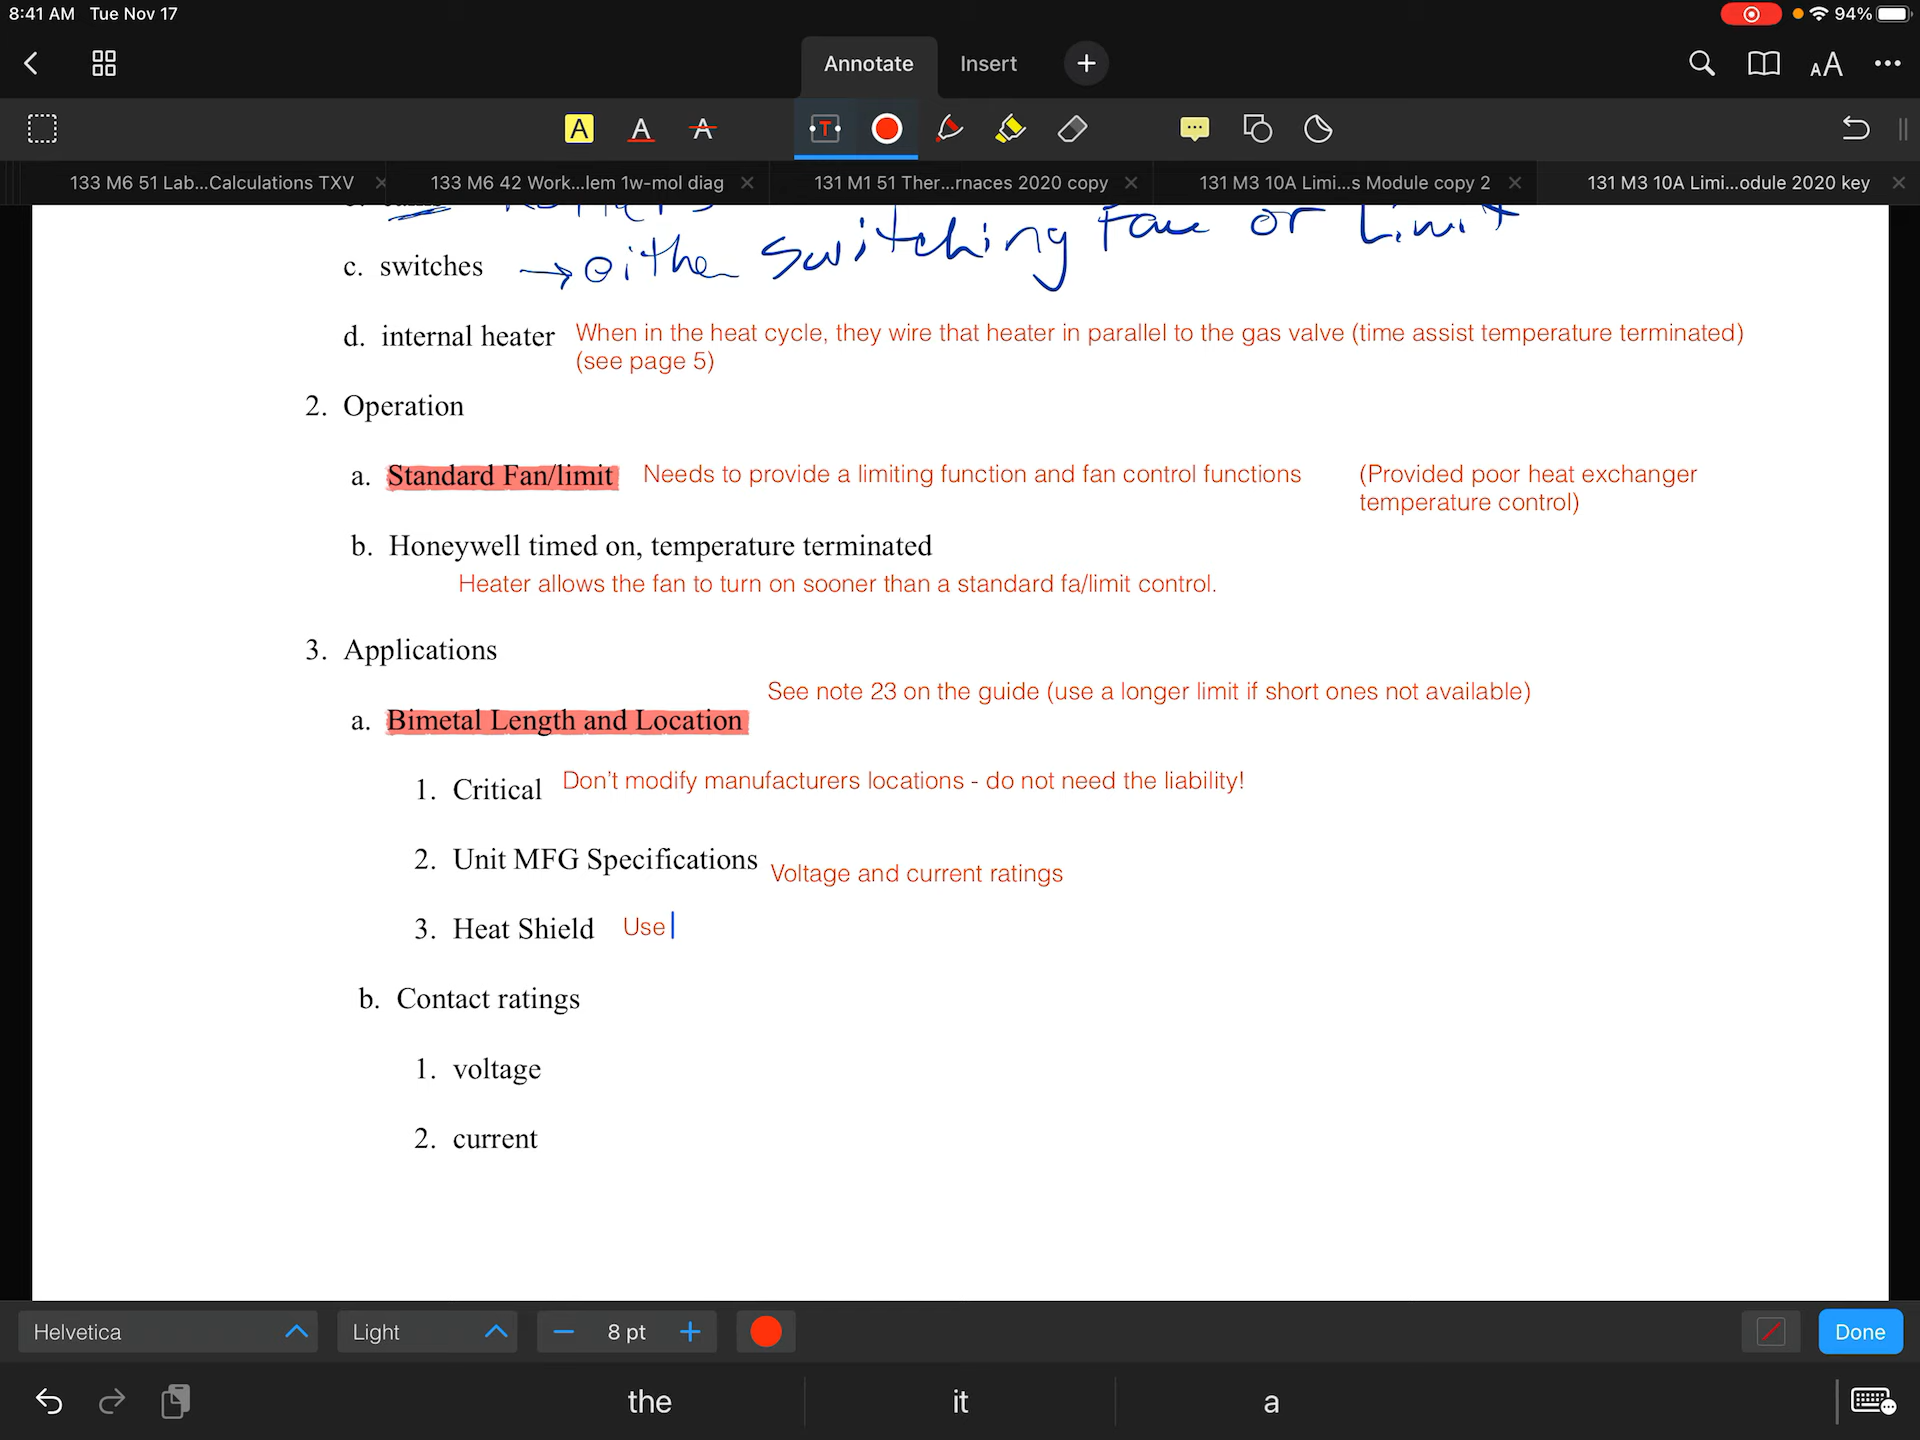 8:41 AM Tue Nov 17
94%
Annotate Insert
133 M6 51 Lab...Calculations TXV
133 M6 42 Work...lem 1w-mol diag
131 M1 51 Ther...rnaces 2020 copy
131 M3 10A Limi...s Module copy 2
131 M3 10A Limi...odule 2020 key
c. switches → either switching Fan or Limit
d. internal heater When in the heat cycle, they wire that heater in parallel to the gas valve (time assist temperature terminated)
(see page 5)
2. Operation
a. Standard Fan/limit Needs to provide a limiting function and fan control functions (Provided poor heat exchanger
temperature control)
b. Honeywell timed on, temperature terminated
Heater allows the fan to turn on sooner than a standard fa/limit control.
3. Applications
See note 23 on the guide (use a longer limit if short ones not available)
a. Bimetal Length and Location
1. Critical Don't modify manufacturers locations - do not need the liability!
2. Unit MFG Specifications Voltage and current ratings
3. Heat Shield Use
b. Contact ratings
1. voltage
2. current
Helvetica Light 8 pt Done
the it a